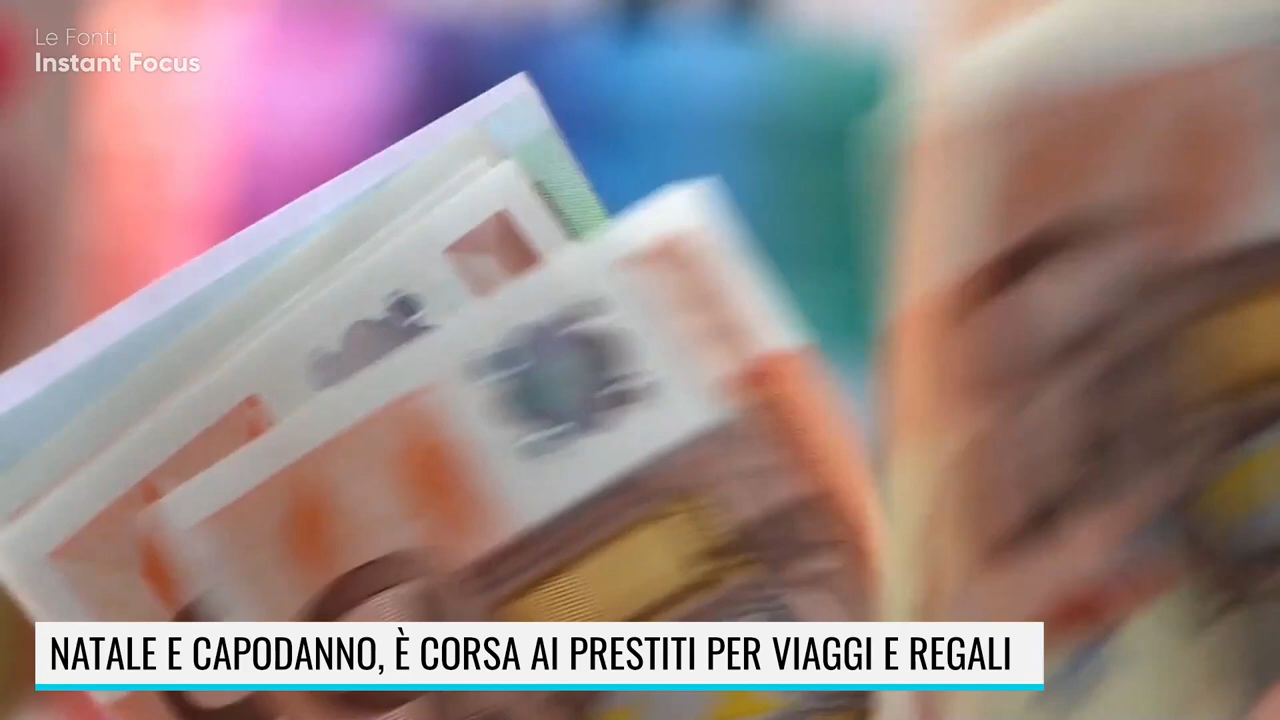 Le Fonti
Instant Focus
NATALE E CAPODANNO, È CORSA AI PRESTITI PER VIAGGI E REGALI